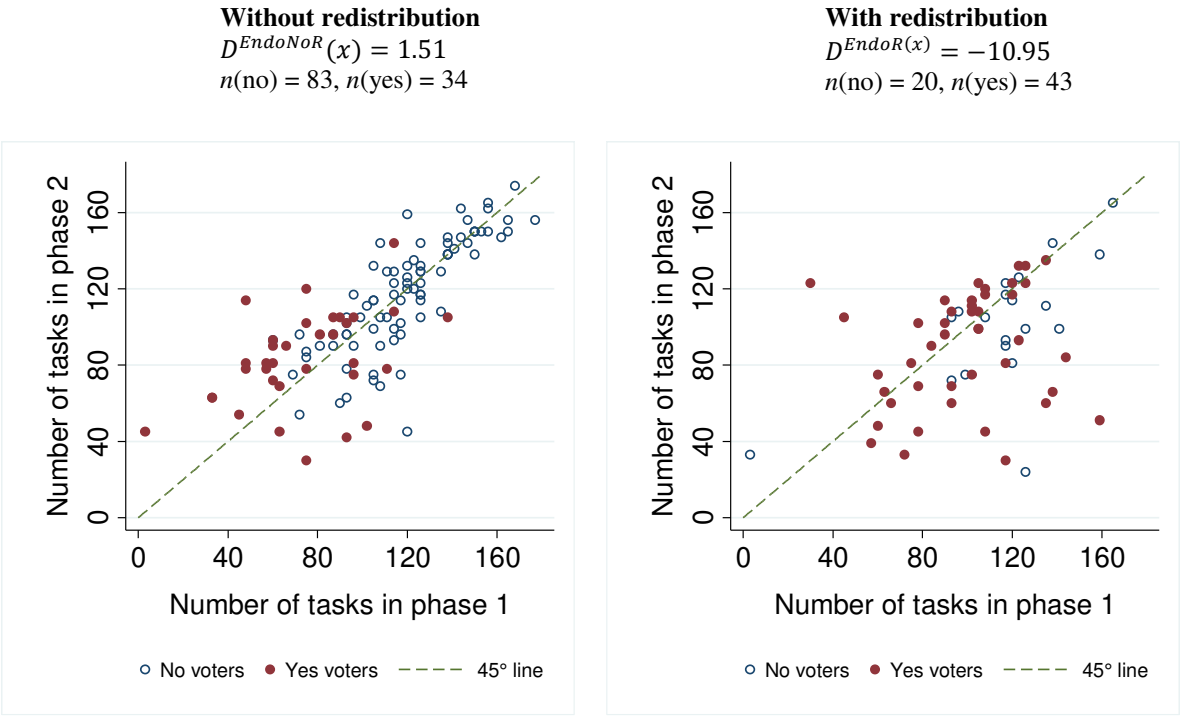 Without redistribution
D^{EndoNoR}(x) = 1.51
n(no) = 83, n(yes) = 34
Number of tasks in phase 2
160
120
80
40
0
0 40 80 120 160
Number of tasks in phase 1
No voters Yes voters 45° line
With redistribution
D^{EndoR(x)} = −10.95
n(no) = 20, n(yes) = 43
Number of tasks in phase 2
160
120
80
40
0
0 40 80 120 160
Number of tasks in phase 1
No voters Yes voters 45° line